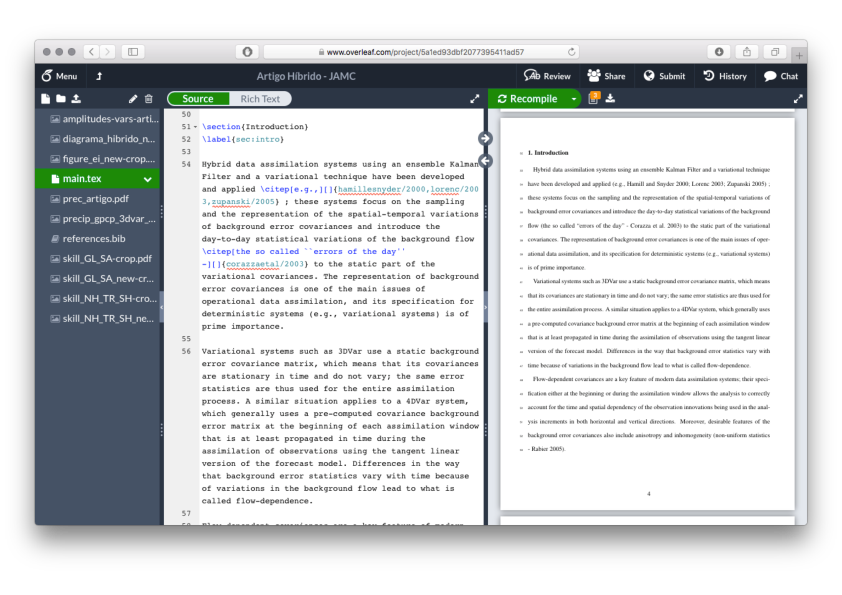 www.overleaf.com/project/5a1ed93dbf2077395411ad57
Menu
Artigo Híbrido - JAMC
Review
Share
Submit
History
Chat
Source
Rich Text
Recompile
amplitudes-vars-arti...
diagrama_hibrido_n...
figure_ei_new-crop....
main.tex
prec_artigo.pdf
precip_gpcp_3dvar_...
references.bib
skill_GL_SA-crop.pdf
skill_GL_SA_new-cr...
skill_NH_TR_SH-cro...
skill_NH_TR_SH_ne...
50
51 \section{Introduction}
52 \label{sec:intro}
53
54 Hybrid data assimilation systems using an ensemble Kalman
Filter and a variational technique have been developed
and applied \citep[e.g.,][]{hamillesnyder/2000,lorenc/200
3,zupanski/2005} ; these systems focus on the sampling
and the representation of the spatial-temporal variations
of background error covariances and introduce the
day-to-day statistical variations of the background flow
\citep[the so called ``errors of the day''
-][]{corazzaetal/2003} to the static part of the
variational covariances. The representation of background
error covariances is one of the main issues of
operational data assimilation, and its specification for
deterministic systems (e.g., variational systems) is of
prime importance.
55
56 Variational systems such as 3DVar use a static background
error covariance matrix, which means that its covariances
are stationary in time and do not vary; the same error
statistics are thus used for the entire assimilation
process. A similar situation applies to a 4DVar system,
which generally uses a pre-computed covariance background
error matrix at the beginning of each assimilation window
that is at least propagated in time during the
assimilation of observations using the tangent linear
version of the forecast model. Differences in the way
that background error statistics vary with time because
of variations in the background flow lead to what is
called flow-dependence.
57
1. Introduction
Hybrid data assimilation systems using an ensemble Kalman Filter and a variational technique
have been developed and applied (e.g., Hamill and Snyder 2000; Lorenc 2003; Zupanski 2005) ;
these systems focus on the sampling and the representation of the spatial-temporal variations of
background error covariances and introduce the day-to-day statistical variations of the background
flow (the so called “errors of the day” - Corazza et al. 2003) to the static part of the variational
covariances. The representation of background error covariances is one of the main issues of oper-
ational data assimilation, and its specification for deterministic systems (e.g., variational systems)
is of prime importance.
Variational systems such as 3DVar use a static background error covariance matrix, which means
that its covariances are stationary in time and do not vary; the same error statistics are thus used for
the entire assimilation process. A similar situation applies to a 4DVar system, which generally uses
a pre-computed covariance background error matrix at the beginning of each assimilation window
that is at least propagated in time during the assimilation of observations using the tangent linear
version of the forecast model. Differences in the way that background error statistics vary with
time because of variations in the background flow lead to what is called flow-dependence.
Flow-dependent covariances are a key feature of modern data assimilation systems; their speci-
fication either at the beginning or during the assimilation window allows the analysis to correctly
account for the time and spatial dependency of the observation innovations being used in the anal-
ysis increments in both horizontal and vertical directions. Moreover, desirable features of the
background error covariances also include anisotropy and inhomogeneity (non-uniform statistics
- Rabier 2005).
4